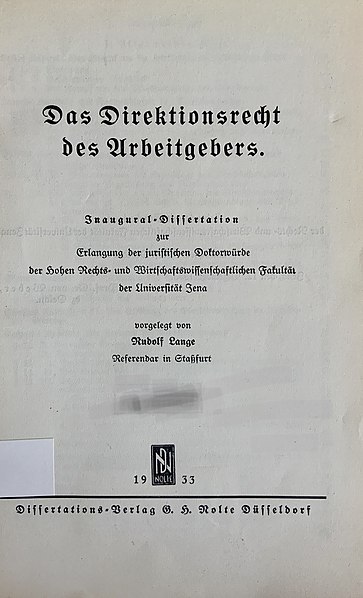 Das Direktionsrecht
des Arbeitgebers.
Inaugural-Dissertation
zur
Erlangung der juristischen Doktorwürde
der Hohen Rechts- und Wirtschaftswissenschaftlichen Fakultät
der Universität Jena
vorgelegt von
Rudolf Lange
Referendar in Staßfurt
NOLTE
19 33
Dissertations-Verlag G. H. Nolte Düsseldorf